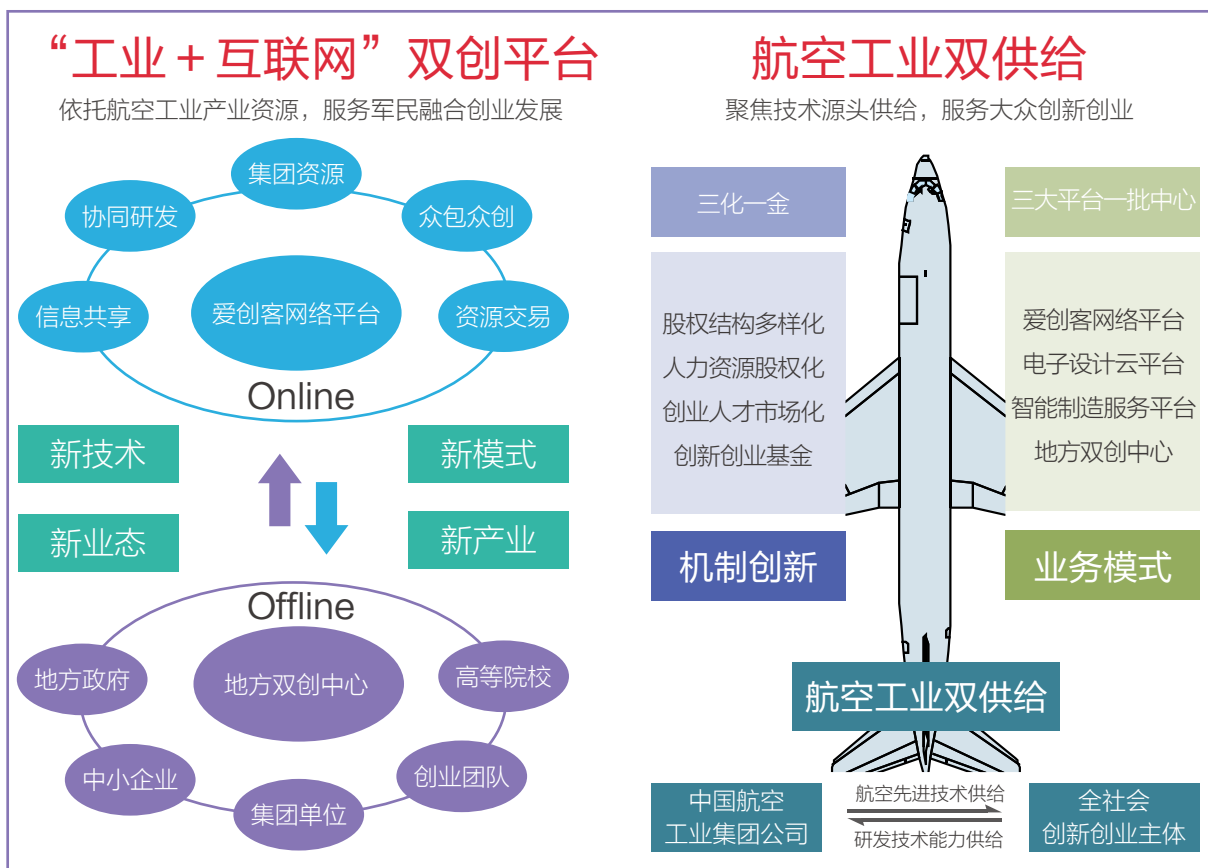 “工业+互联网”双创平台
依托航空工业产业资源，服务军民融合创业发展
集团资源
协同研发
众包众创
信息共享
爱创客网络平台
资源交易
Online
新技术
新模式
新业态
新产业
Offline
地方政府
地方双创中心
高等院校
中小企业
创业团队
集团单位
航空工业双供给
聚焦技术源头供给，服务大众创新创业
三化一金
三大平台一批中心
股权结构多样化
人力资源股权化
创业人才市场化
创新创业基金
爱创客网络平台
电子设计云平台
智能制造服务平台
地方双创中心
机制创新
业务模式
航空工业双供给
中国航空
工业集团公司
航空先进技术供给
研发技术能力供给
全社会
创新创业主体